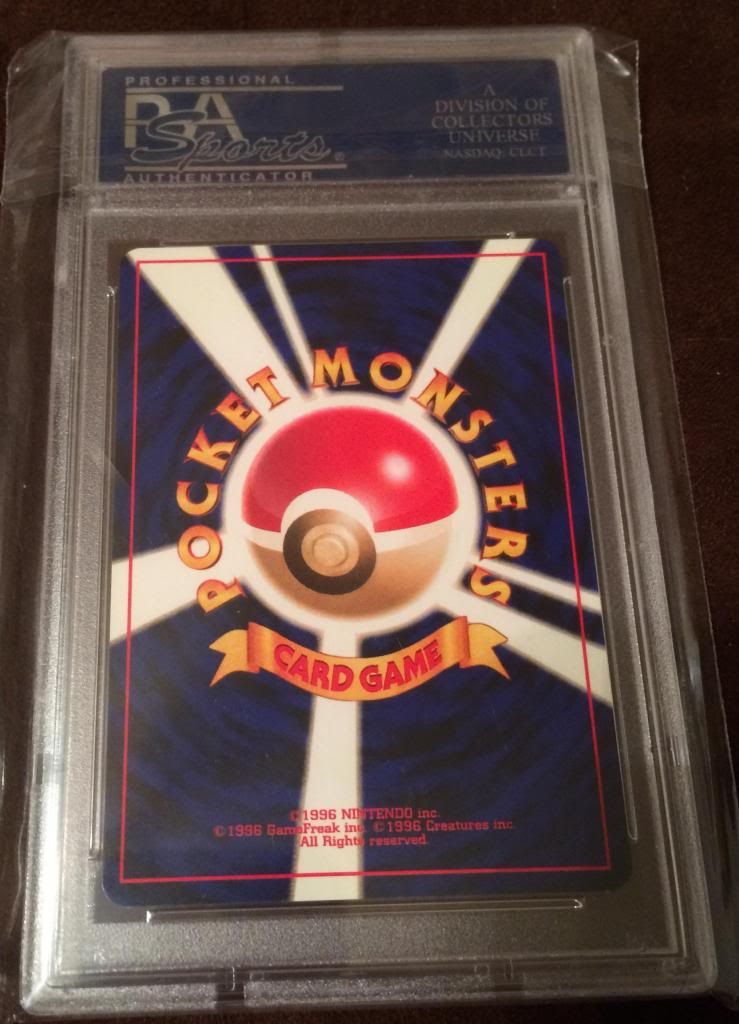 PROFESSIONAL
PSA
Sports®
AUTHENTICATOR
A
DIVISION OF
COLLECTORS
UNIVERSE
NASDAQ: CLCT
POCKET MONSTERS
CARD GAME
©1996 NINTENDO inc.
©1996 GameFreak inc. ©1996 Creatures inc.
All Rights reserved.